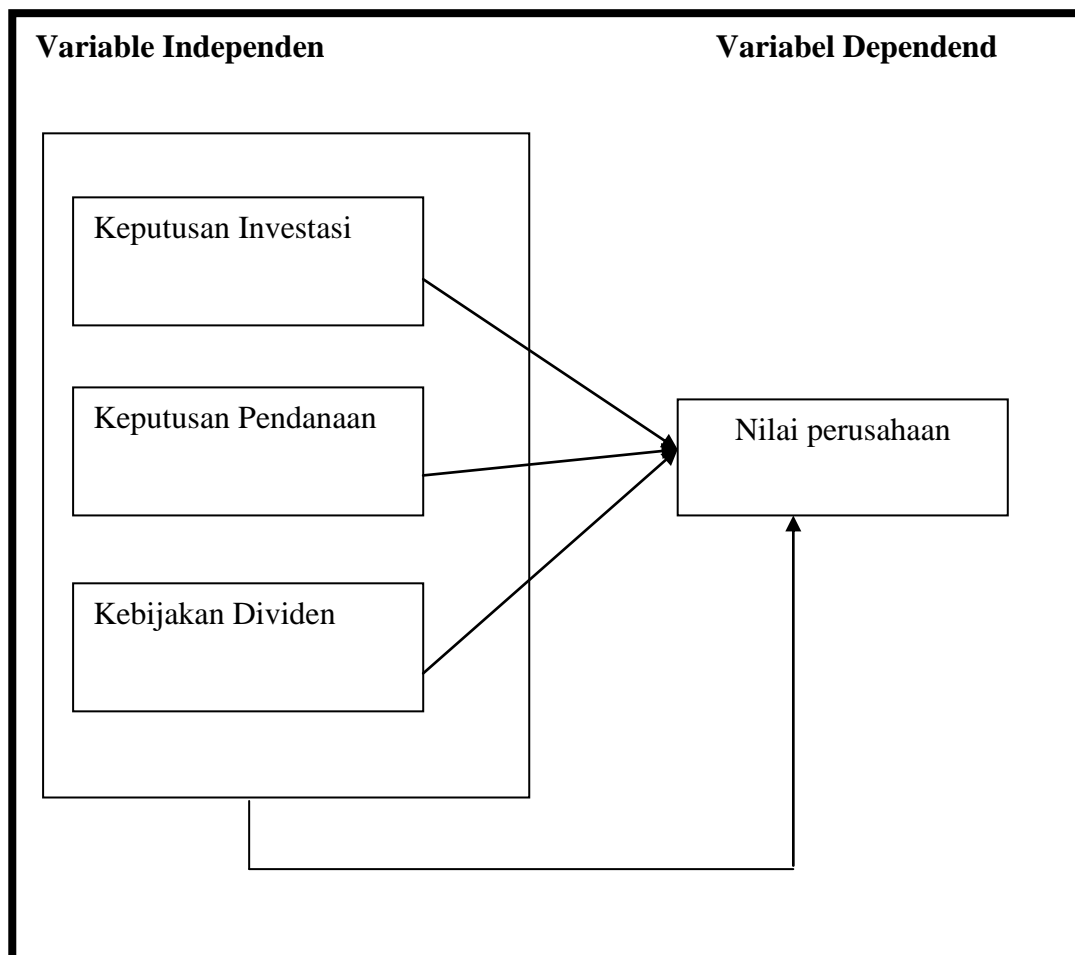 Variable Independen
Variabel Dependend
Keputusan Investasi
Keputusan Pendanaan
Nilai perusahaan
Kebijakan Dividen